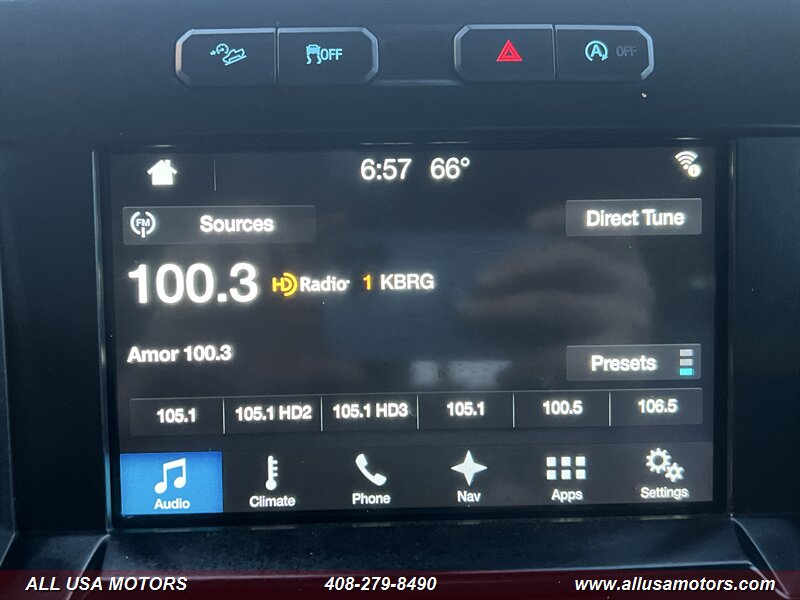 OFF A OFF
6:57 66°
FM Sources Direct Tune
100.3 HD Radio 1 KBRG
Amor 100.3
Presets
105.1 105.1 HD2 105.1 HD3 105.1 100.5 106.5
Audio Climate Phone Nav Apps Settings
ALL USA MOTORS 408-279-8490 www.allusamotors.com